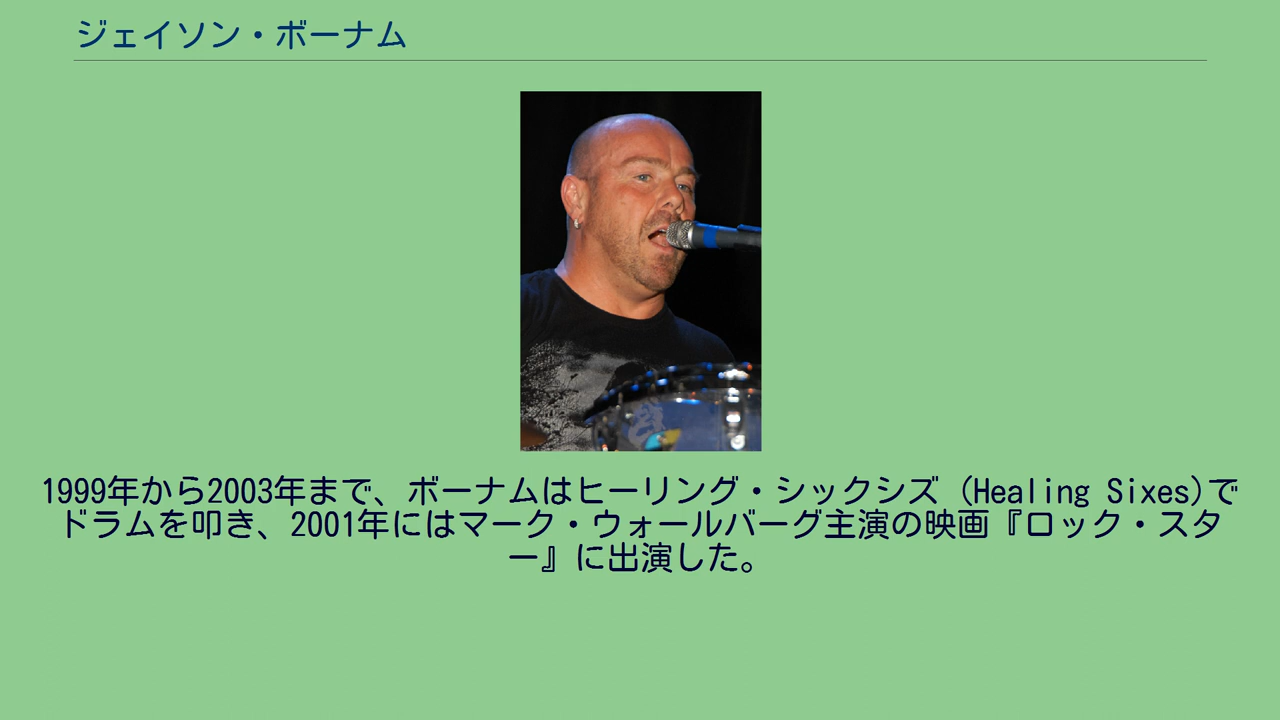 ジェイソン・ボーナム
1999年から2003年まで、ボーナムはヒーリング・シックシズ (Healing Sixes)で
ドラムを叩き、2001年にはマーク・ウォールバーグ主演の映画『ロック・スタ
ー』に出演した。